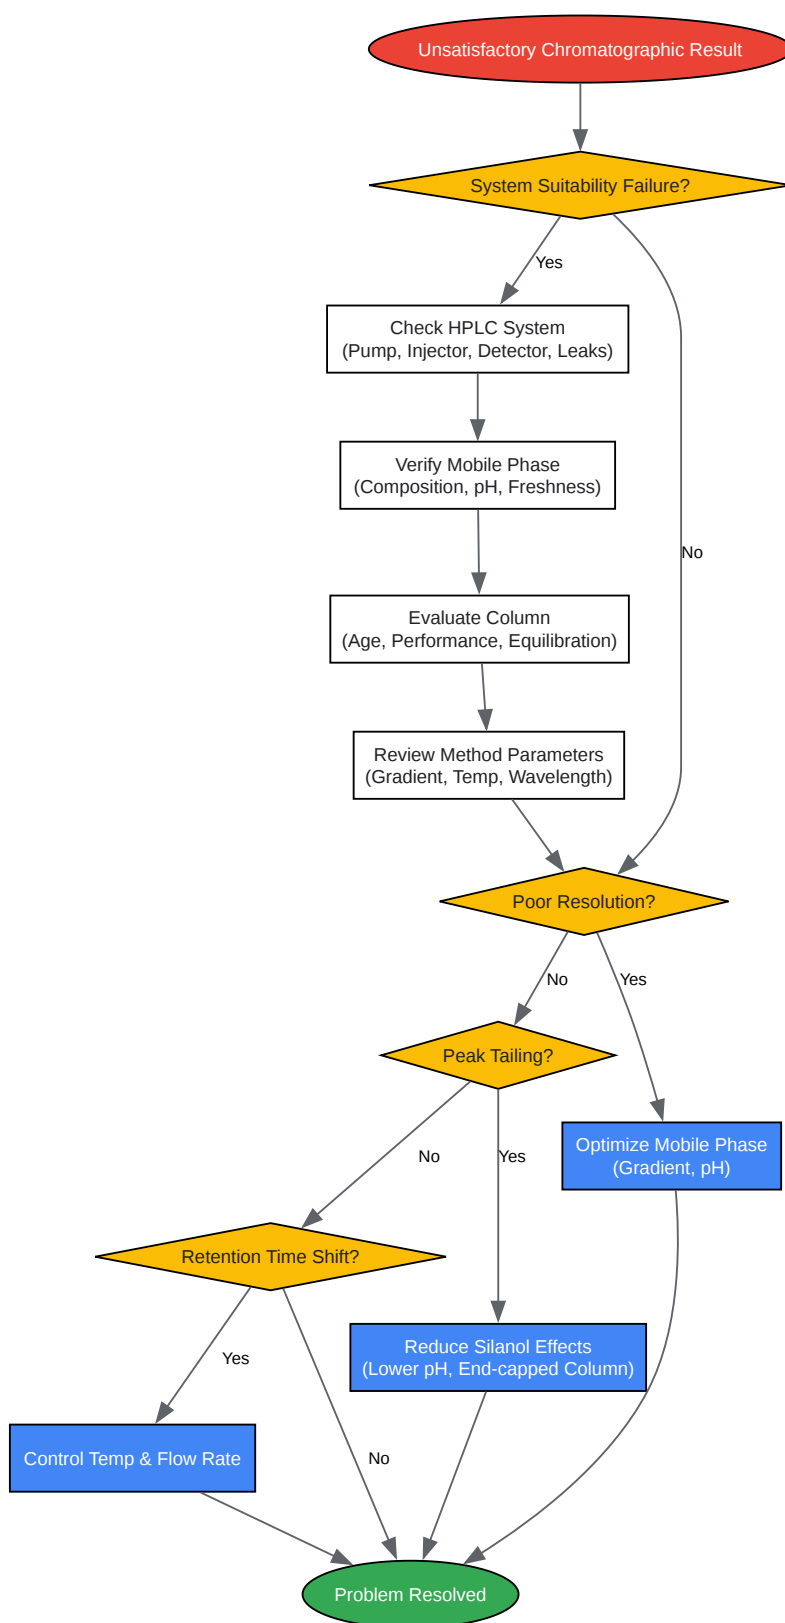 Unsatisfactory Chromatographic Result
System Suitability Failure?
Yes
Check HPLC System
(Pump, Injector, Detector, Leaks)
Verify Mobile Phase
(Composition, pH, Freshness)
No
Evaluate Column
(Age, Performance, Equilibration)
Review Method Parameters
(Gradient, Temp, Wavelength)
Poor Resolution?
No
Yes
Peak Tailing?
Optimize Mobile Phase
(Gradient, pH)
No
Yes
Retention Time Shift?
Reduce Silanol Effects
(Lower pH, End-capped Column)
Yes
No
Control Temp & Flow Rate
Problem Resolved